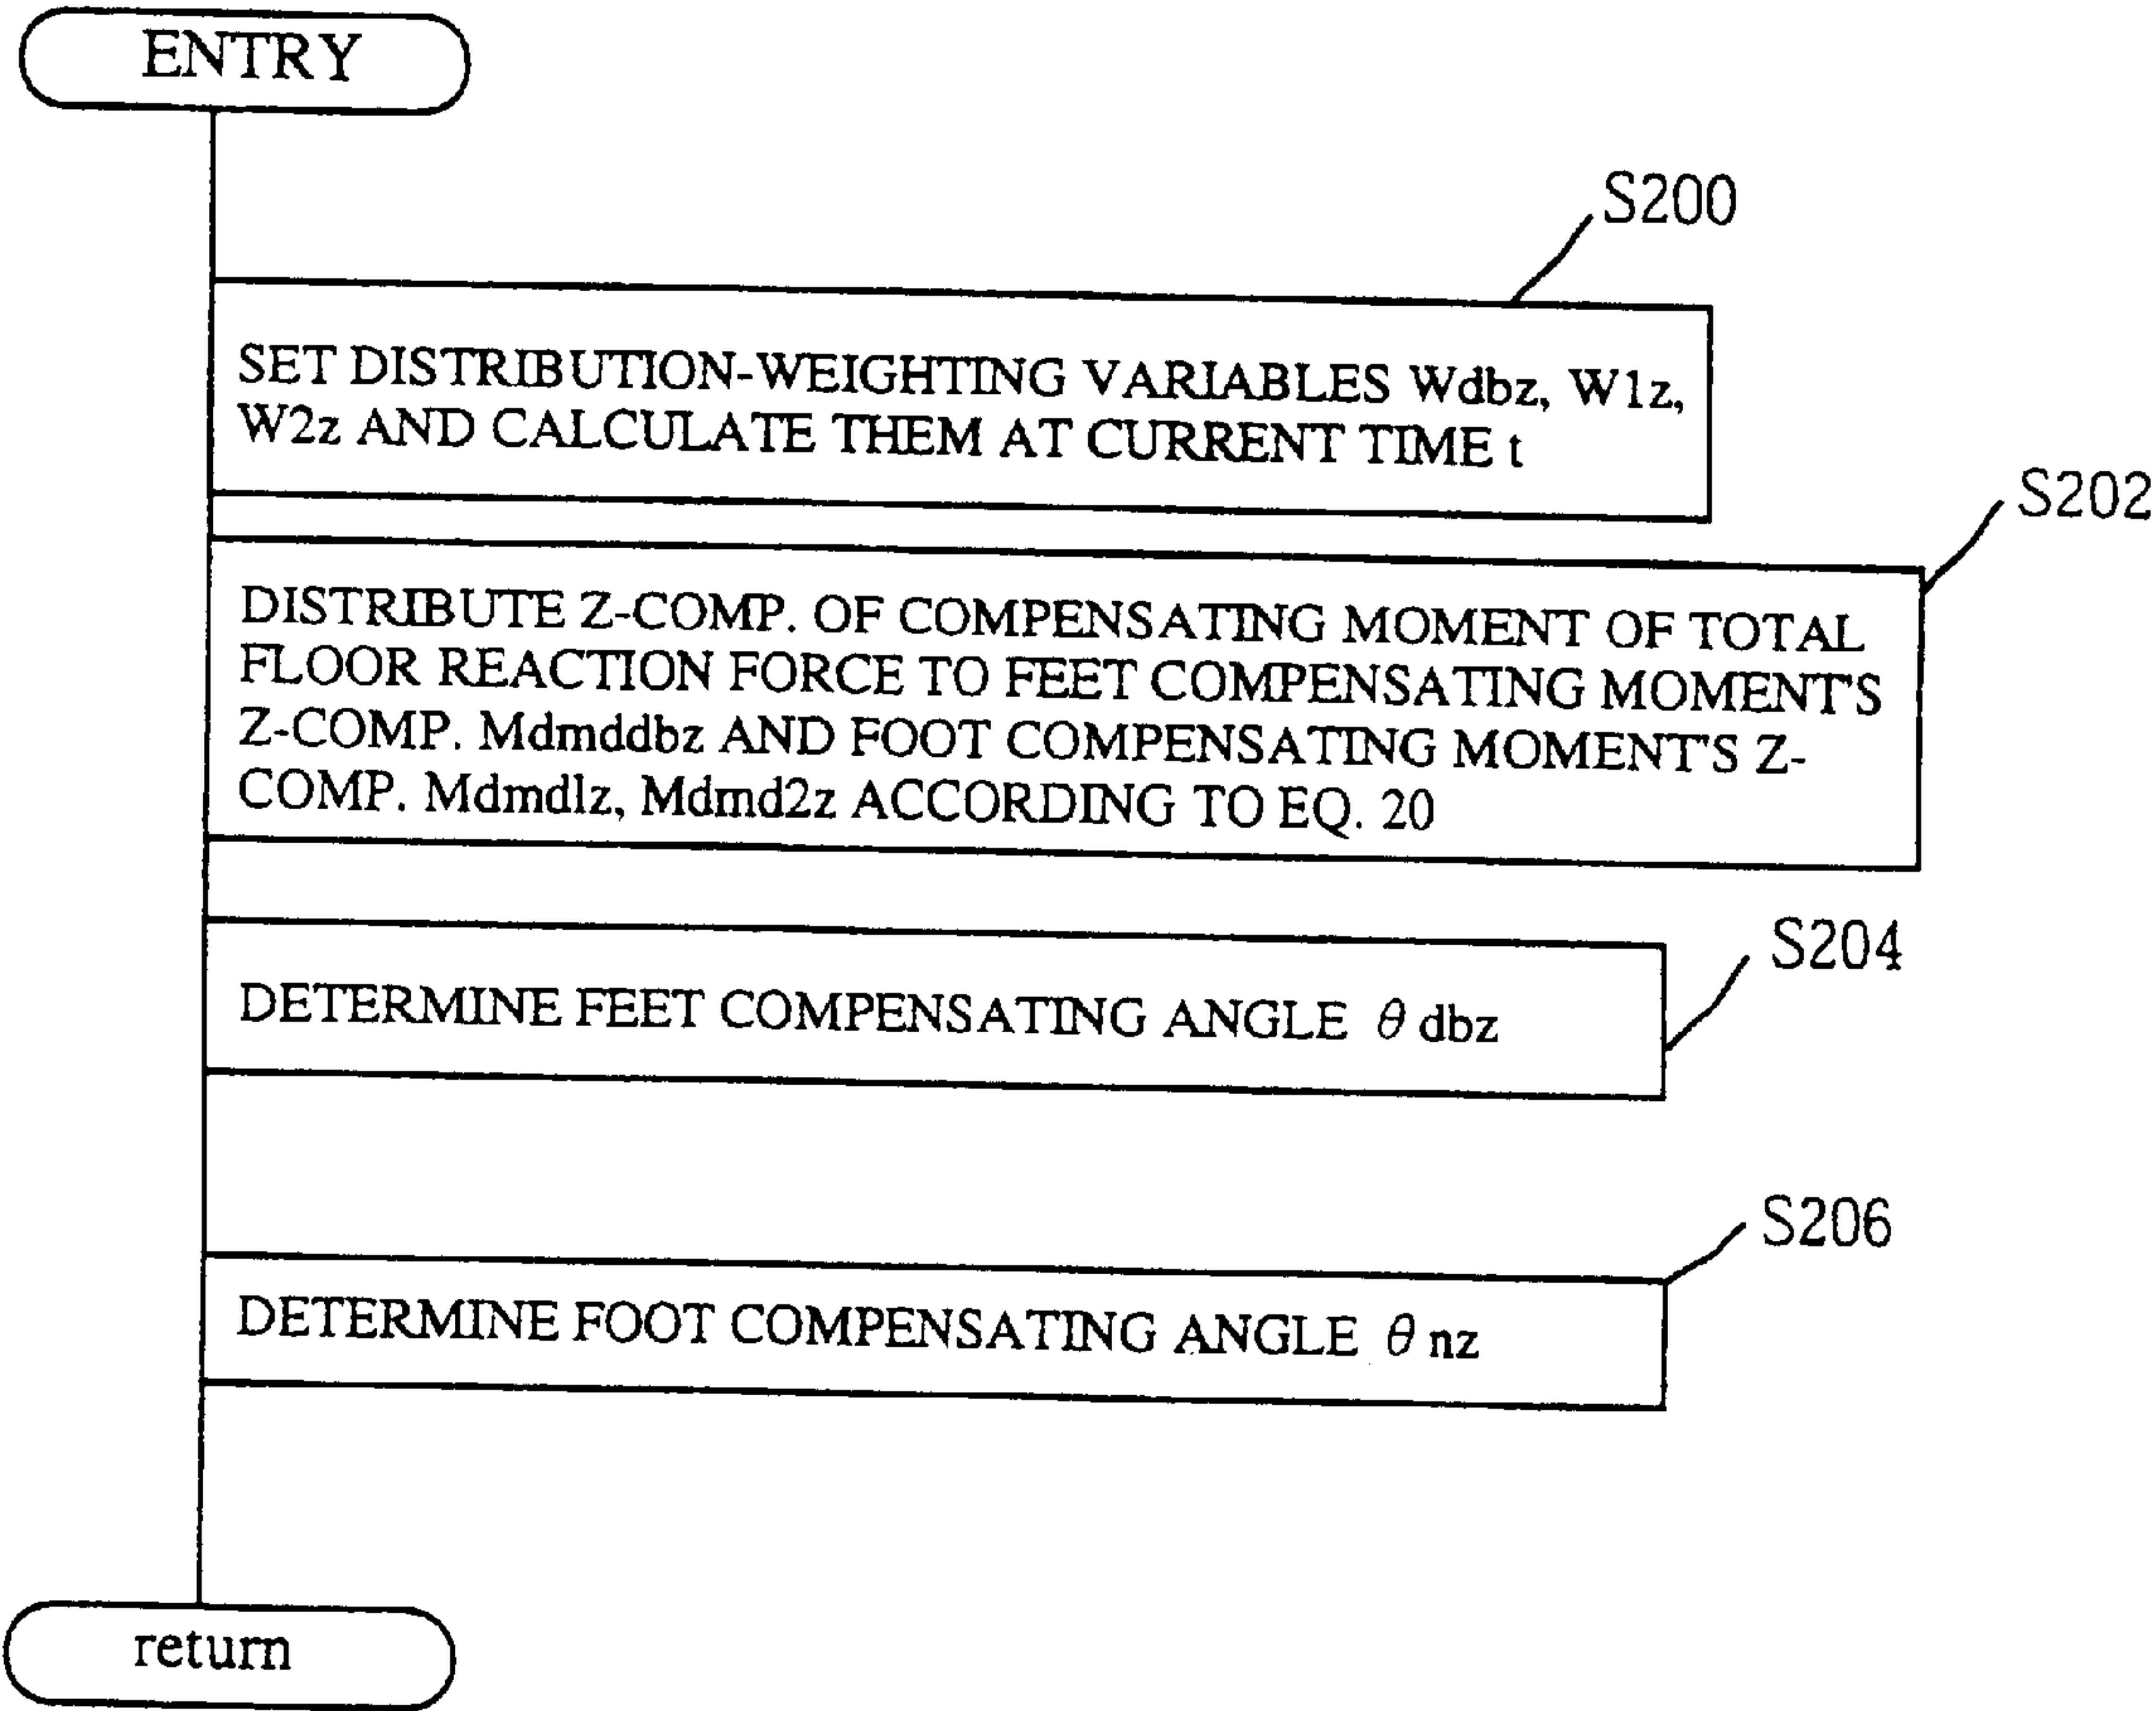 ENTRY
S200
SET DISTRIBUTION-WEIGHTING VARIABLES Wdbz, W1z,
W2z AND CALCULATE THEM AT CURRENT TIME t
S202
DISTRIBUTE Z-COMP. OF COMPENSATING MOMENT OF TOTAL
FLOOR REACTION FORCE TO FEET COMPENSATING MOMENT'S
Z-COMP. Mdmddbz AND FOOT COMPENSATING MOMENT'S Z-
COMP. Mdmdlz, Mdmd2z ACCORDING TO EQ. 20
S204
DETERMINE FEET COMPENSATING ANGLE θ dbz
S206
DETERMINE FOOT COMPENSATING ANGLE θ nz
return